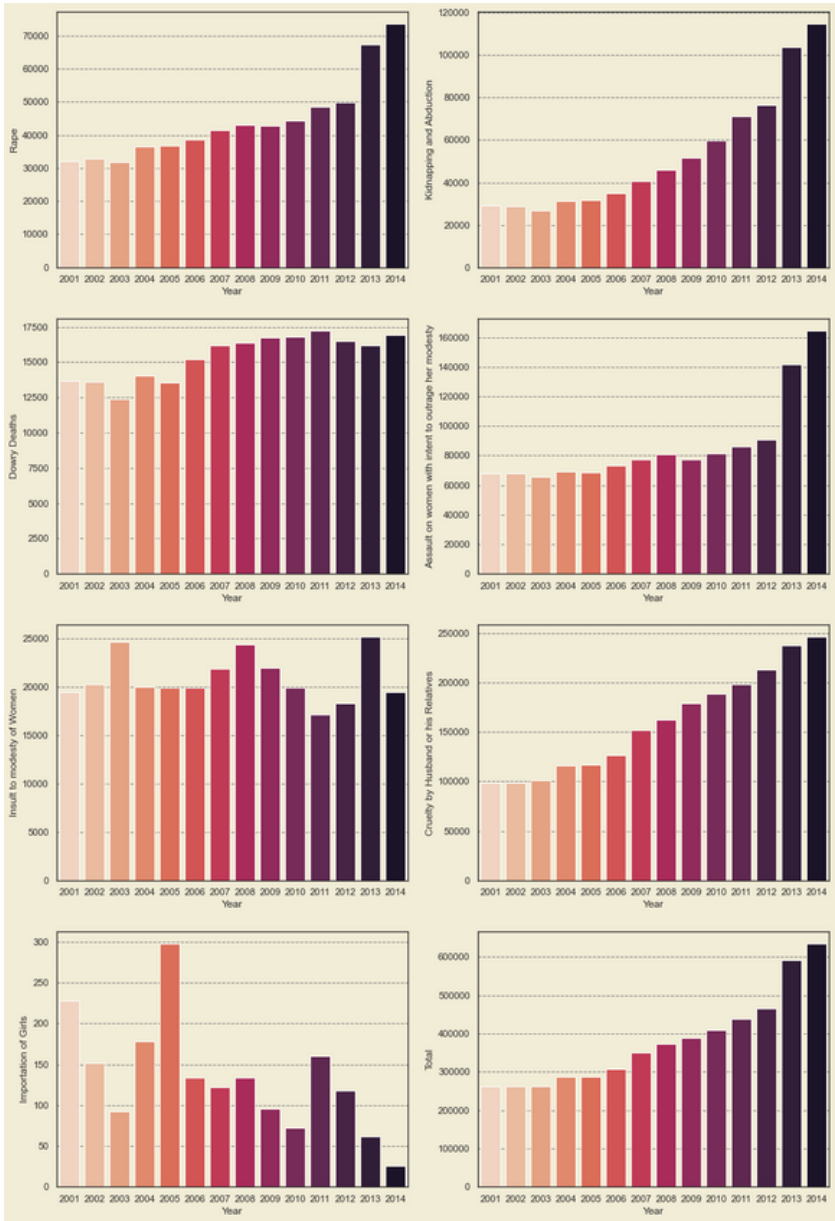 Rape
70000
60000
50000
40000
30000
20000
10000
0
2001 2002 2003 2004 2005 2006 2007 2008 2009 2010 2011 2012 2013 2014
Year
Kidnapping and Abduction
120000
100000
80000
60000
40000
20000
0
2001 2002 2003 2004 2005 2006 2007 2008 2009 2010 2011 2012 2013 2014
Year
Dowry Deaths
17500
15000
12500
10000
7500
5000
2500
0
2001 2002 2003 2004 2005 2006 2007 2008 2009 2010 2011 2012 2013 2014
Year
Assault on women with intent to outrage her modesty
160000
140000
120000
100000
80000
60000
40000
20000
0
2001 2002 2003 2004 2005 2006 2007 2008 2009 2010 2011 2012 2013 2014
Year
Insult to modesty of Women
25000
20000
15000
10000
5000
0
2001 2002 2003 2004 2005 2006 2007 2008 2009 2010 2011 2012 2013 2014
Year
Cruelty by Husband or his Relatives
250000
200000
150000
100000
50000
0
2001 2002 2003 2004 2005 2006 2007 2008 2009 2010 2011 2012 2013 2014
Year
Importation of Girls
300
250
200
150
100
50
0
2001 2002 2003 2004 2005 2006 2007 2008 2009 2010 2011 2012 2013 2014
Year
Total
600000
500000
400000
300000
200000
100000
0
2001 2002 2003 2004 2005 2006 2007 2008 2009 2010 2011 2012 2013 2014
Year